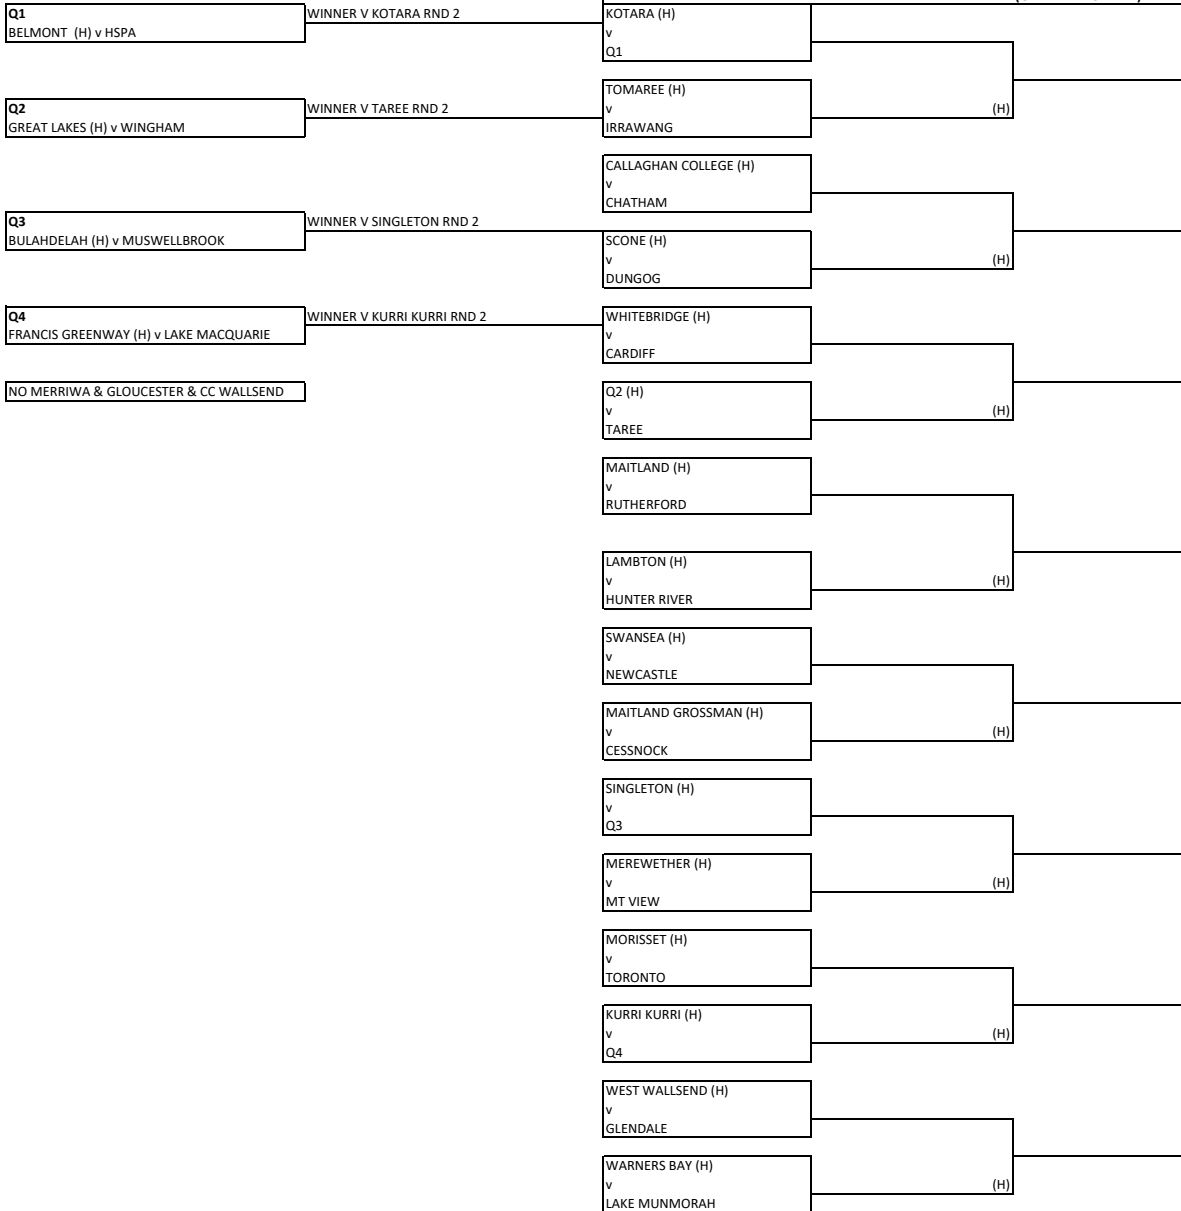 Q1
BELMONT  (H) v HSPA
WINNER V KOTARA RND 2
Q2
GREAT LAKES (H) v WINGHAM
WINNER V TAREE RND 2
Q3
BULAHDELAH (H) v MUSWELLBROOK
WINNER V SINGLETON RND 2
Q4
FRANCIS GREENWAY (H) v LAKE MACQUARIE
WINNER V KURRI KURRI RND 2
NO MERRIWA & GLOUCESTER & CC WALLSEND
KOTARA (H)
v
Q1
TOMAREE (H)
v
IRRAWANG
(H)
CALLAGHAN COLLEGE (H)
v
CHATHAM
SCONE (H)
v
DUNGOG
(H)
WHITEBRIDGE (H)
v
CARDIFF
Q2 (H)
v
TAREE
(H)
MAITLAND (H)
v
RUTHERFORD
LAMBTON (H)
v
HUNTER RIVER
(H)
SWANSEA (H)
v
NEWCASTLE
MAITLAND GROSSMAN (H)
v
CESSNOCK
(H)
SINGLETON (H)
v
Q3
MEREWETHER (H)
v
MT VIEW
(H)
MORISSET (H)
v
TORONTO
KURRI KURRI (H)
v
Q4
(H)
WEST WALLSEND (H)
v
GLENDALE
WARNERS BAY (H)
v
LAKE MUNMORAH
(H)